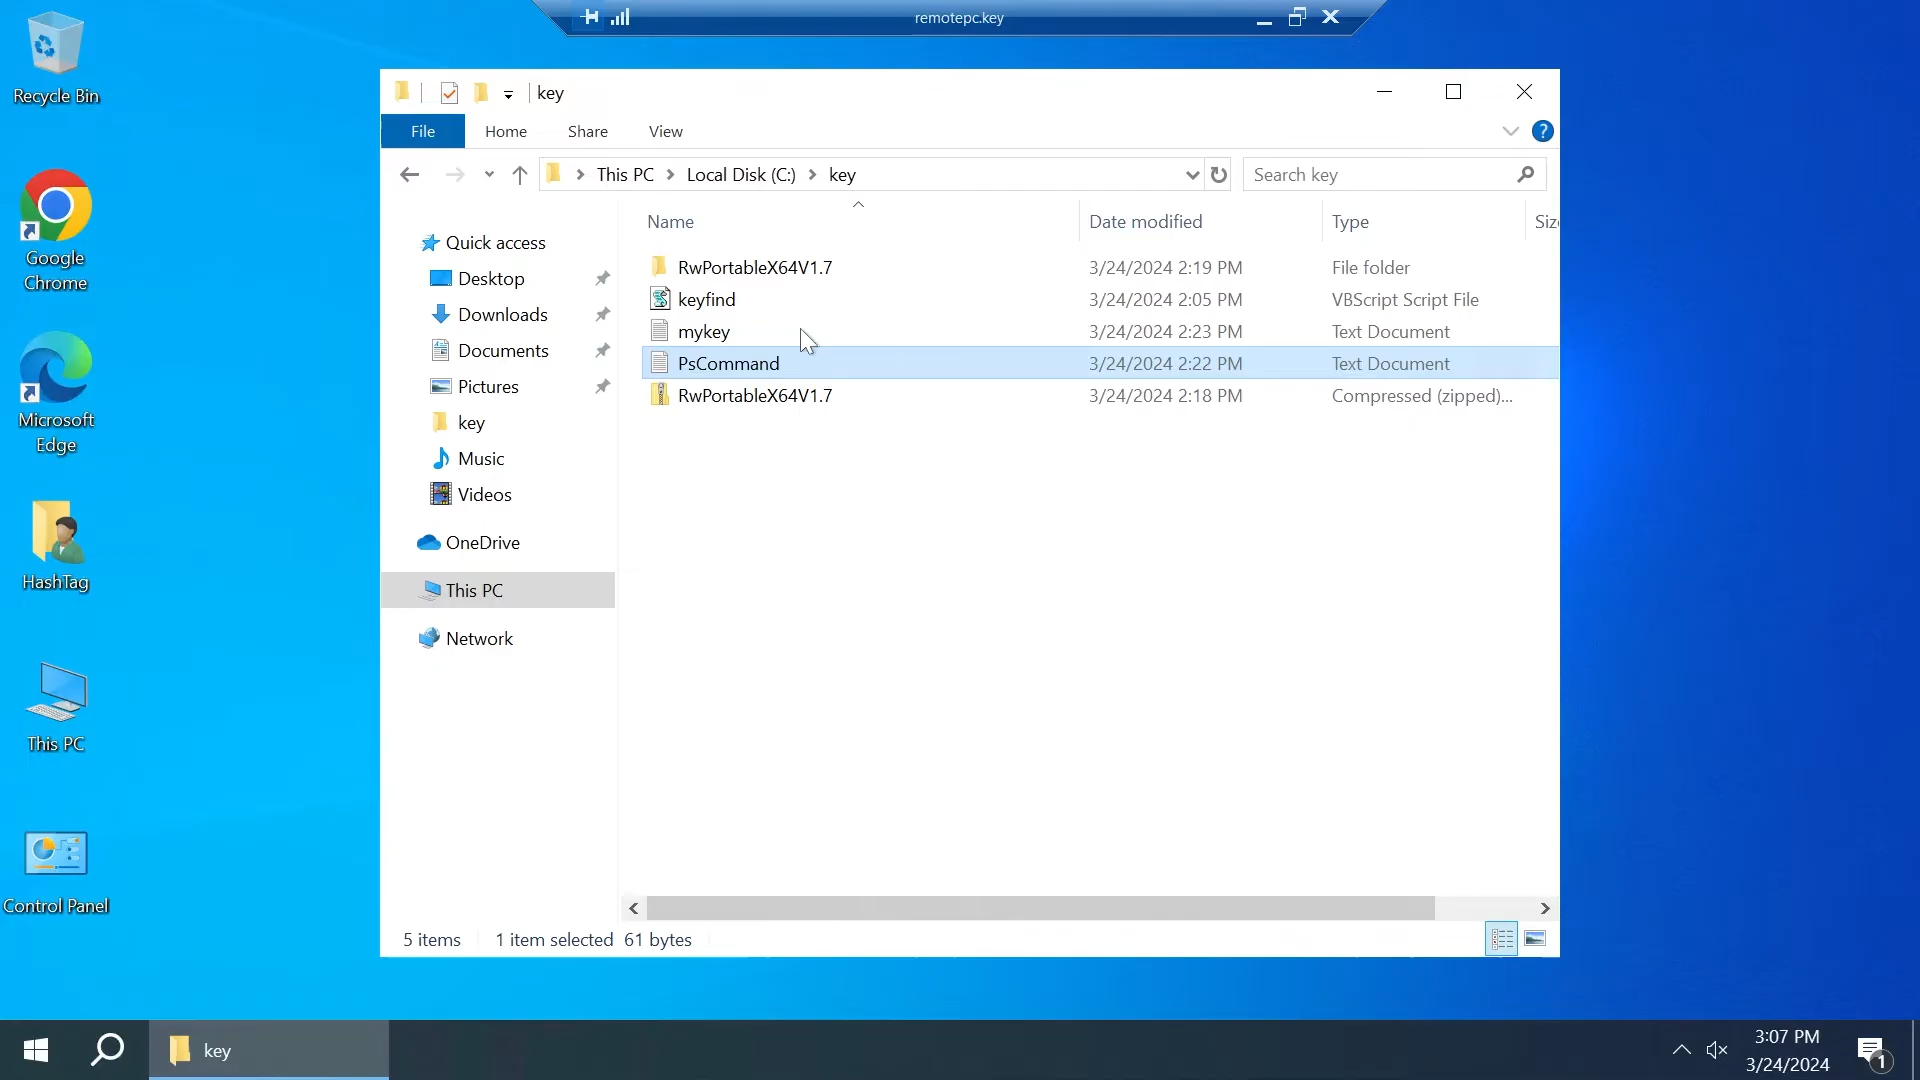 remotepc.key
Recycle Bin
Google
Chrome
Microsoft
Edge
HashTag
This PC
Control Panel
key
File Home Share View
?
This PC Local Disk (C:) key
Search key
Name Date modified Type Siz
RwPortableX64V1.7 3/24/2024 2:19 PM File folder
keyfind 3/24/2024 2:05 PM VBScript Script File
mykey 3/24/2024 2:23 PM Text Document
PsCommand 3/24/2024 2:22 PM Text Document
RwPortableX64V1.7 3/24/2024 2:18 PM Compressed (zipped)...
Quick access
Desktop
Downloads
Documents
Pictures
key
Music
Videos
OneDrive
This PC
Network
5 items 1 item selected 61 bytes
key
3:07 PM
3/24/2024
1